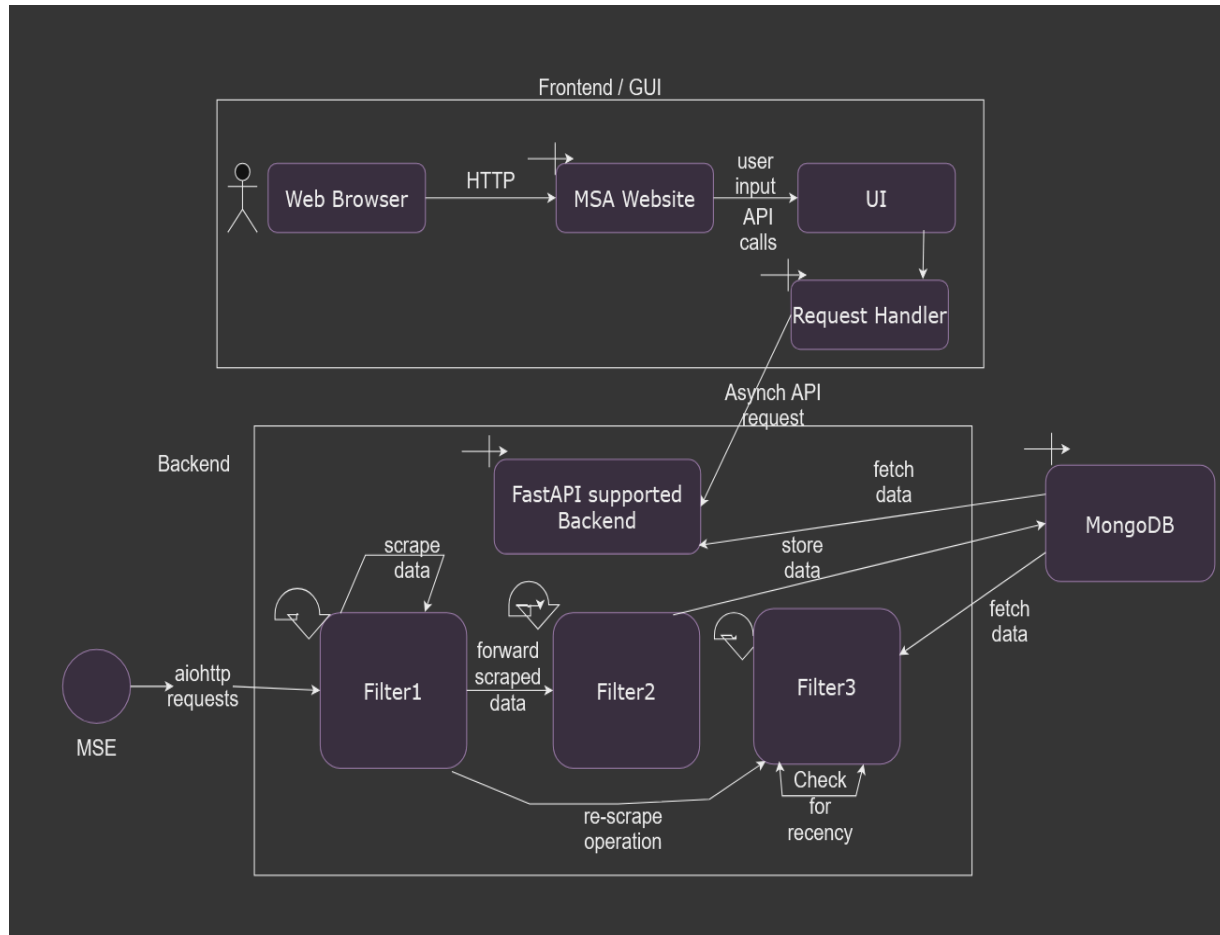 Frontend / GUI
Web Browser
HTTP
MSA Website
user
input
API
calls
UI
Request Handler
Asynch API
request
Backend
FastAPI supported
Backend
fetch
data
MongoDB
scrape
data
store
data
fetch
data
MSE
aiohttp
requests
Filter1
forward
scraped
data
Filter2
Filter3
Check
for
recency
re-scrape
operation